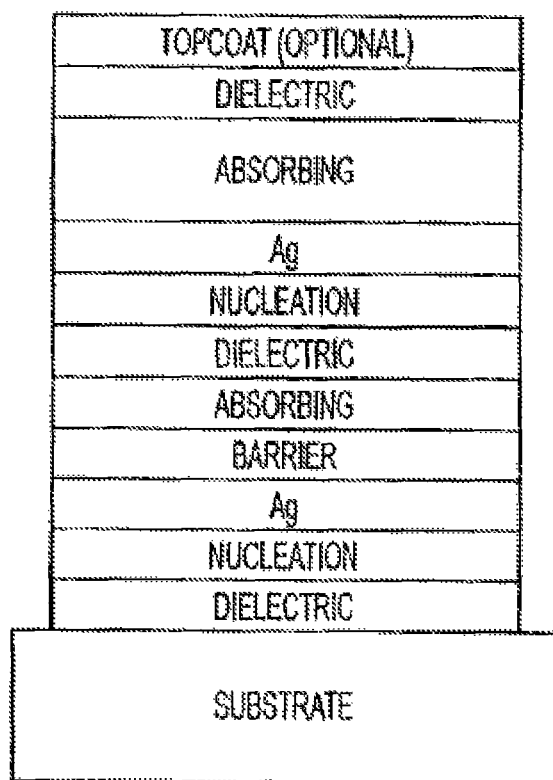 TOPCOAT (OPTIONAL)
DIELECTRIC
ABSORBING
Ag
NUCLEATION
DIELECTRIC
ABSORBING
BARRIER
Ag
NUCLEATION
DIELECTRIC
SUBSTRATE